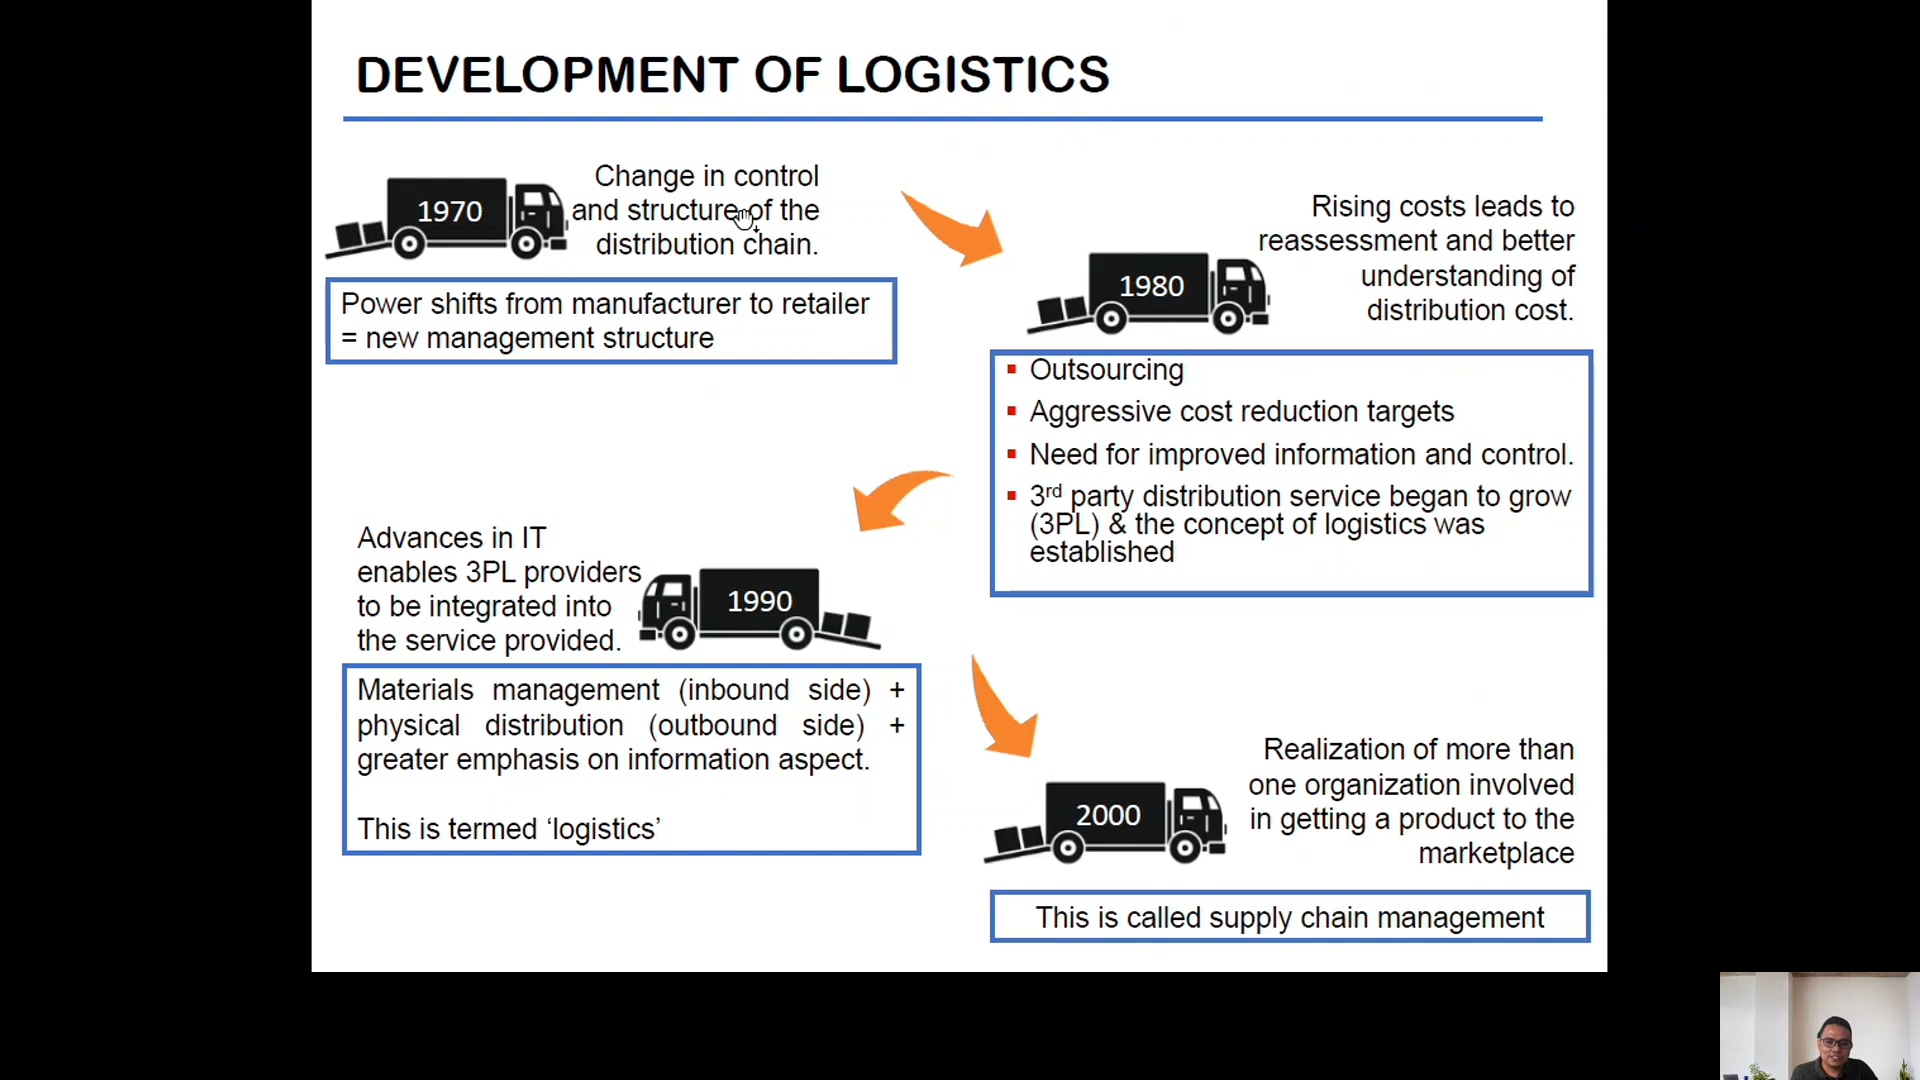 DEVELOPMENT OF LOGISTICS
1970
Change in control
and structure of the
distribution chain.
Power shifts from manufacturer to retailer
= new management structure
1980
Rising costs leads to
reassessment and better
understanding of
distribution cost.
Outsourcing
Aggressive cost reduction targets
Need for improved information and control.
3rd party distribution service began to grow
(3PL) & the concept of logistics was
established
Advances in IT
enables 3PL providers
to be integrated into
the service provided.
1990
Materials management (inbound side) +
physical distribution (outbound side) +
greater emphasis on information aspect.
This is termed ‘logistics’
2000
Realization of more than
one organization involved
in getting a product to the
marketplace
This is called supply chain management